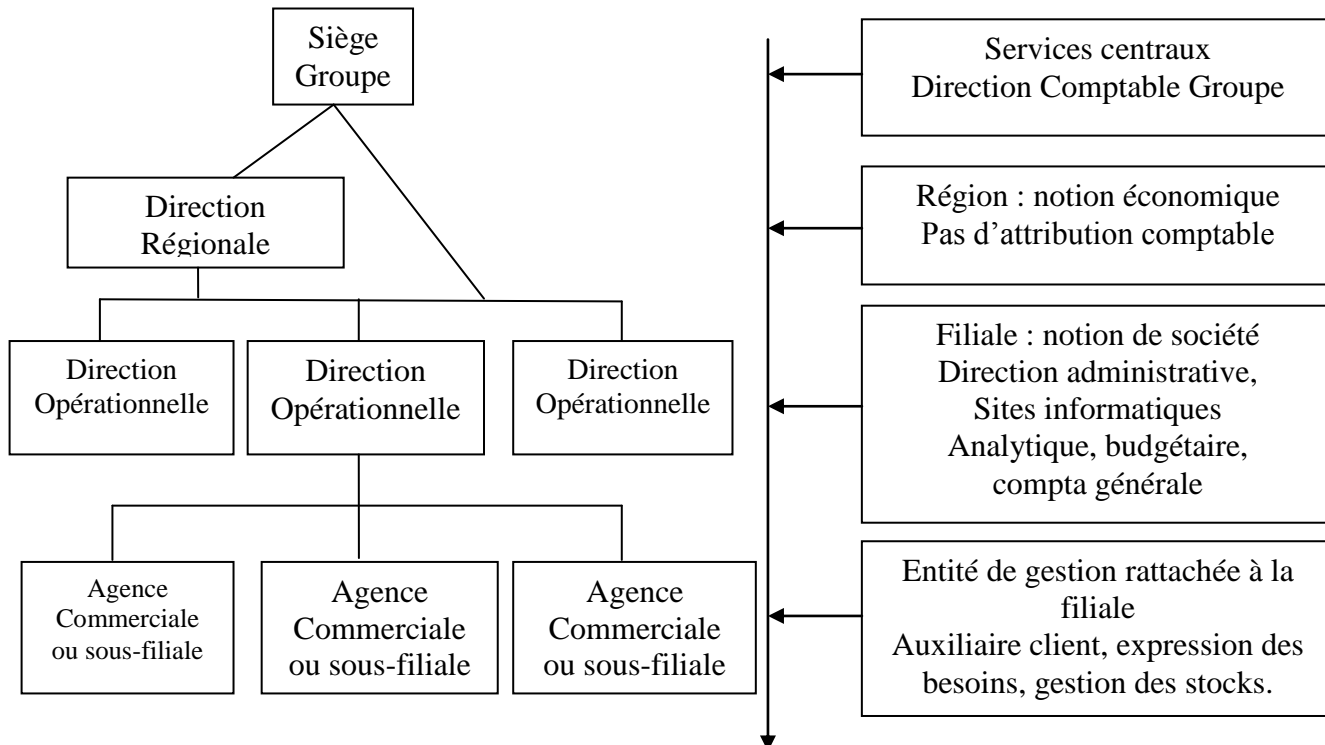 Siège
Groupe
Services centraux
Direction Comptable Groupe
Direction
Régionale
Région : notion économique
Pas d’attribution comptable
Direction
Opérationnelle
Direction
Opérationnelle
Direction
Opérationnelle
Filiale : notion de société
Direction administrative,
Sites informatiques
Analytique, budgétaire,
compta générale
Agence
Commerciale
ou sous-filiale
Agence
Commerciale
ou sous-filiale
Agence
Commerciale
ou sous-filiale
Entité de gestion rattachée à la
filiale
Auxiliaire client, expression des
besoins, gestion des stocks.